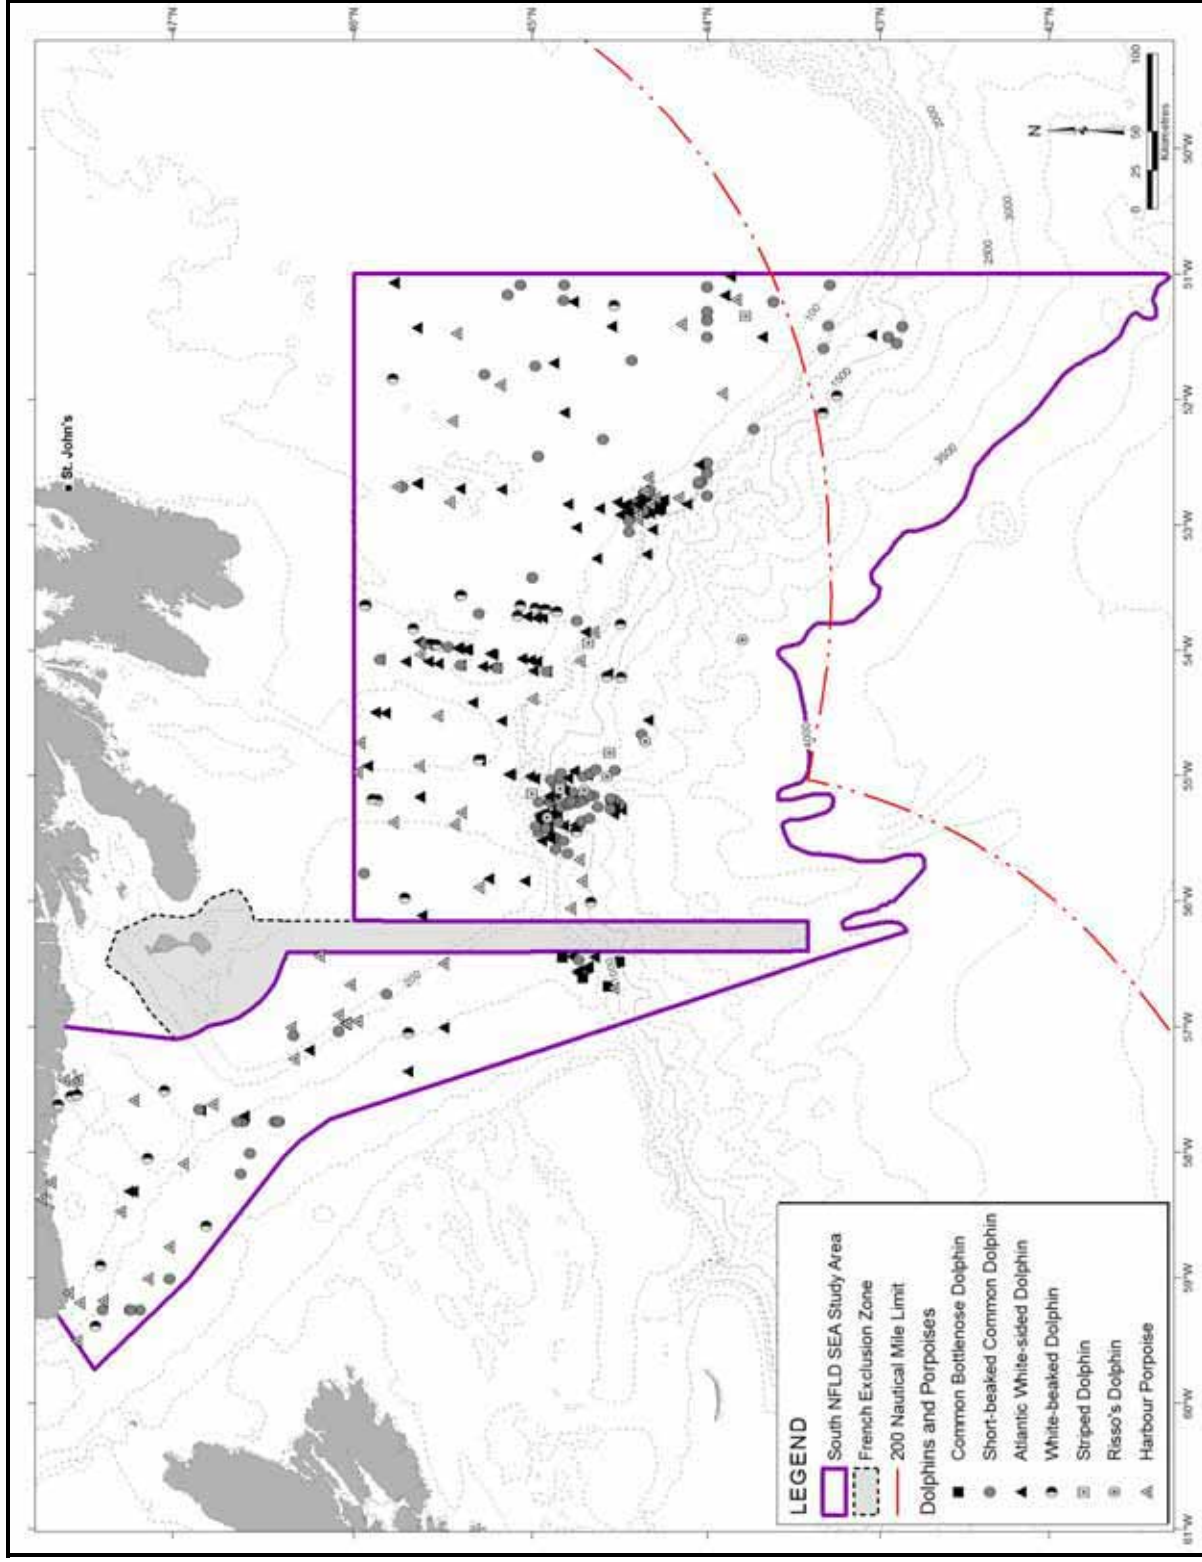 St. John's
47°N
46°N
45°N
44°N
43°N
42°N
50°W
51°W
52°W
53°W
54°W
55°W
56°W
57°W
58°W
59°W
60°W
61°W
N
0 25 50 100
Kilometres
2000
3000
2500
100
1500
3500
4000
200
LEGEND
South NFLD SEA Study Area
French Exclusion Zone
200 Nautical Mile Limit
Dolphins and Porpoises
Common Bottlenose Dolphin
Short-beaked Common Dolphin
Atlantic White-sided Dolphin
White-beaked Dolphin
Striped Dolphin
Risso's Dolphin
Harbour Porpoise